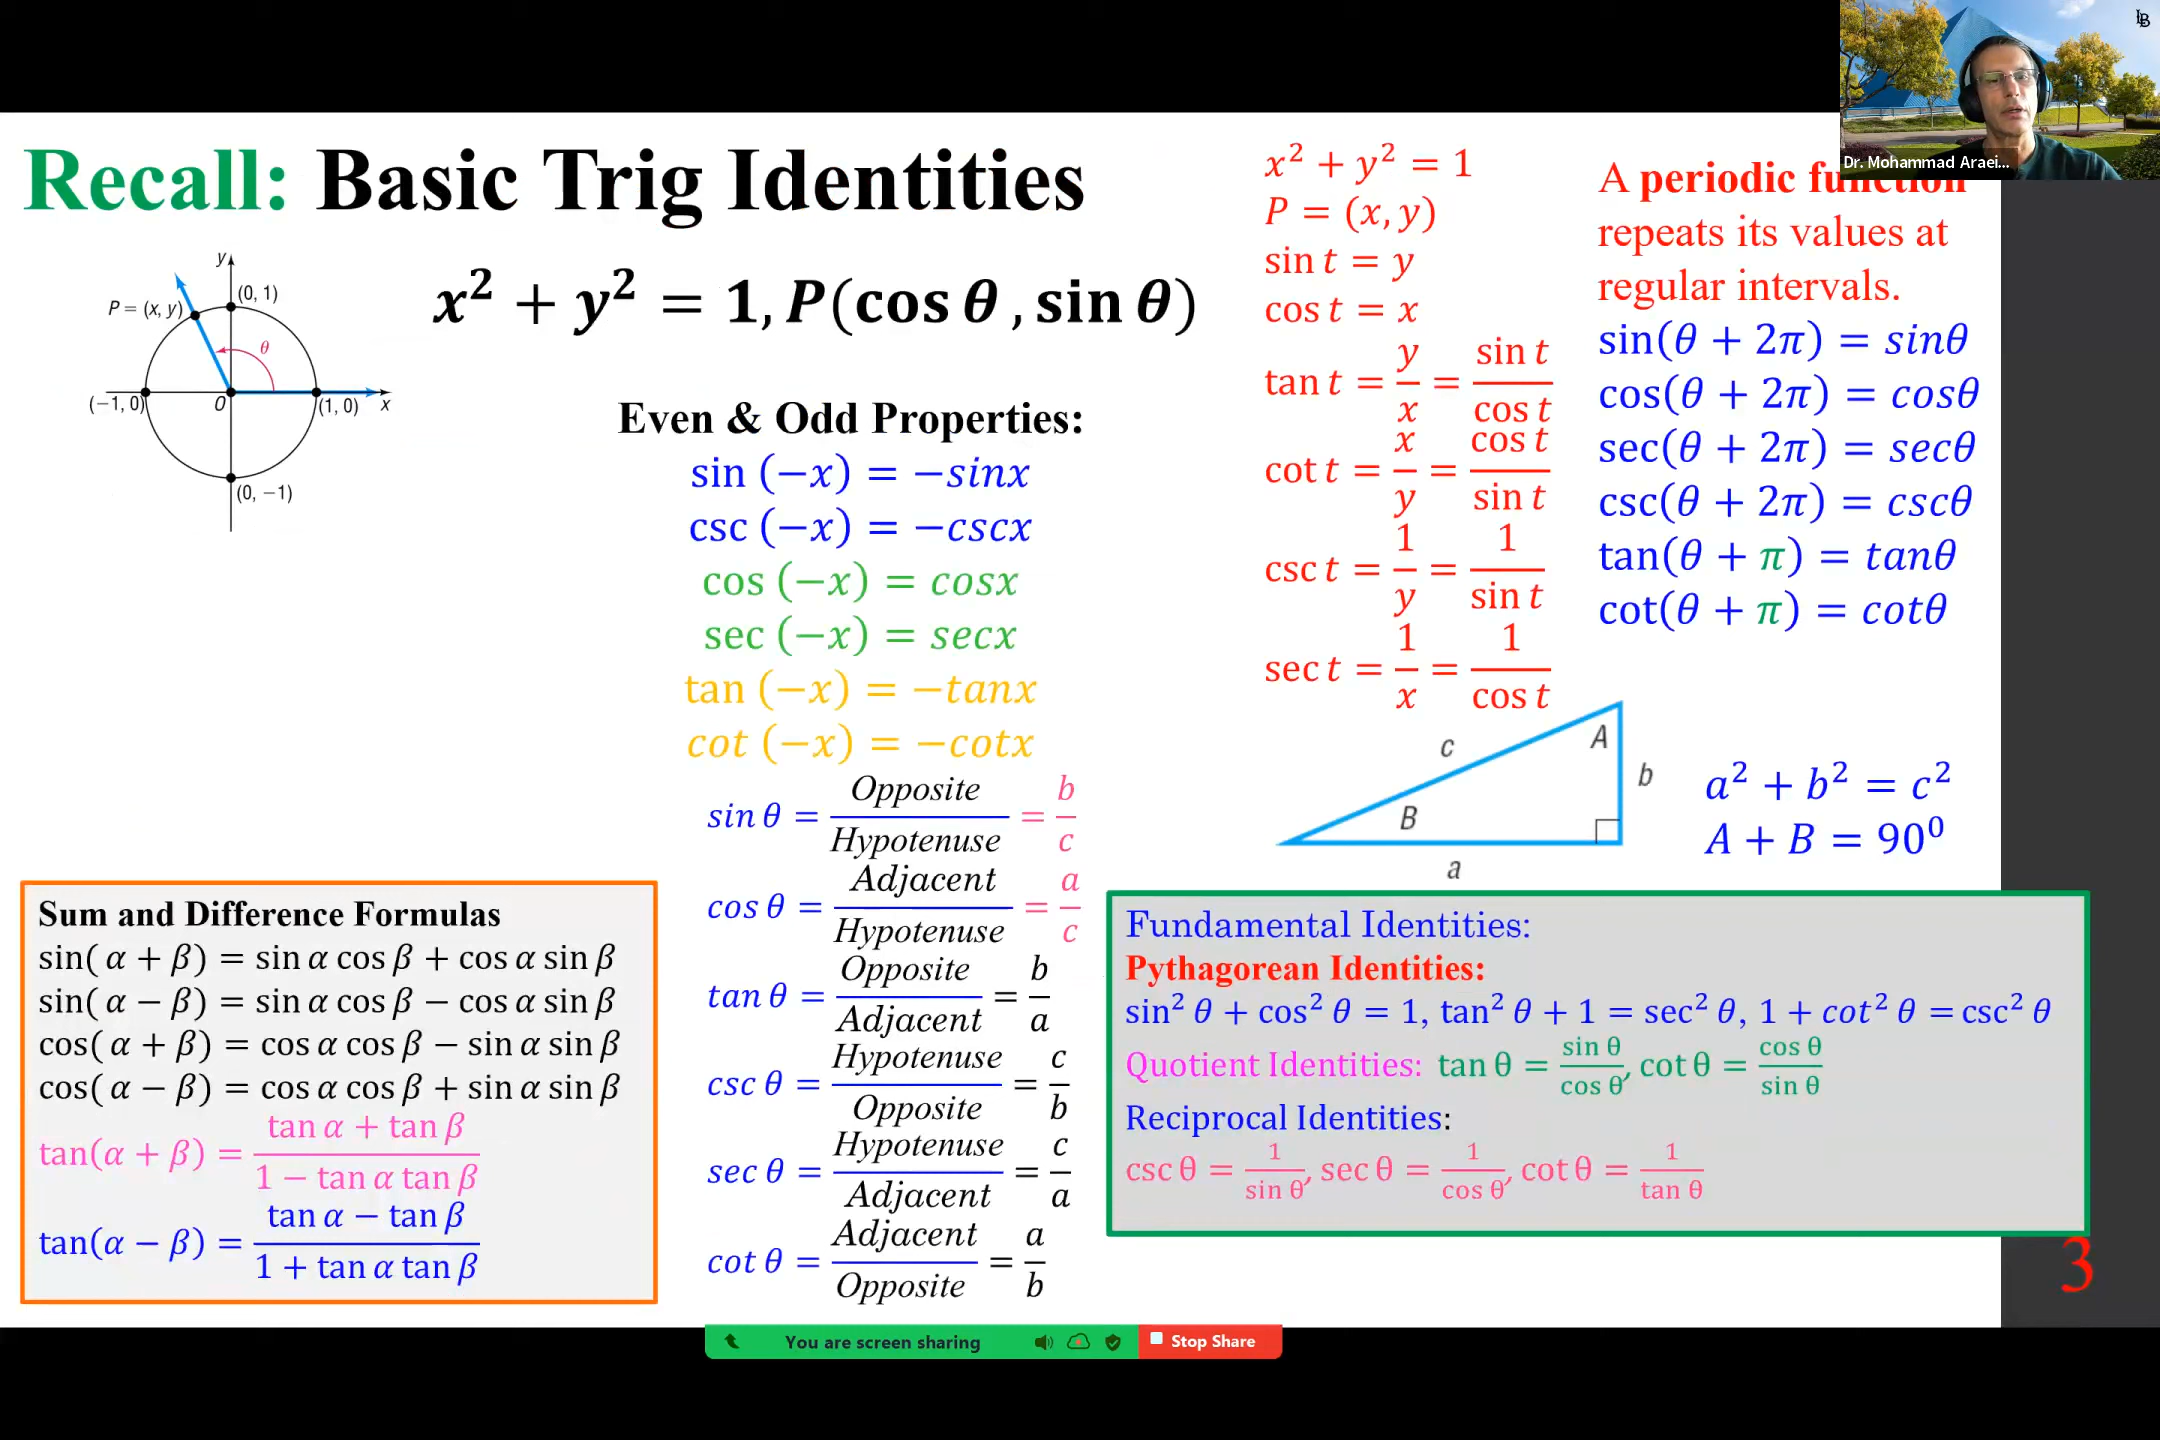 Recall: Basic Trig Identities
x² + y² = 1, P(cos θ , sin θ)
y
(0, 1)
P = (x, y)
θ
(−1, 0)
O
(1, 0)
x
(0, −1)
Even & Odd Properties:
sin (−x) = −sinx
csc (−x) = −cscx
cos (−x) = cosx
sec (−x) = secx
tan (−x) = −tanx
cot (−x) = −cotx
sin θ = Opposite/Hypotenuse = b/c
cos θ = Adjacent/Hypotenuse = a/c
tan θ = Opposite/Adjacent = b/a
csc θ = Hypotenuse/Opposite = c/b
sec θ = Hypotenuse/Adjacent = c/a
cot θ = Adjacent/Opposite = a/b
Sum and Difference Formulas
sin( α + β) = sin α cos β + cos α sin β
sin( α − β) = sin α cos β − cos α sin β
cos( α + β) = cos α cos β − sin α sin β
cos( α − β) = cos α cos β + sin α sin β
tan(α + β) = (tan α + tan β)/(1 − tan α tan β)
tan(α − β) = (tan α − tan β)/(1 + tan α tan β)
x² + y² = 1
P = (x, y)
sin t = y
cos t = x
tan t = y/x = sin t/cos t
cot t = x/y = cos t/sin t
csc t = 1/y = 1/sin t
sec t = 1/x = 1/cos t
A periodic function
repeats its values at
regular intervals.
sin(θ + 2π) = sinθ
cos(θ + 2π) = cosθ
sec(θ + 2π) = secθ
csc(θ + 2π) = cscθ
tan(θ + π) = tanθ
cot(θ + π) = cotθ
c
A
b
B
a
a² + b² = c²
A + B = 90⁰
Fundamental Identities:
Pythagorean Identities:
sin² θ + cos² θ = 1, tan² θ + 1 = sec² θ, 1 + cot² θ = csc² θ
Quotient Identities: tan θ = sin θ/cos θ, cot θ = cos θ/sin θ
Reciprocal Identities:
csc θ = 1/sin θ, sec θ = 1/cos θ, cot θ = 1/tan θ
3
Dr. Mohammad Araei...
LB
You are screen sharing
Stop Share